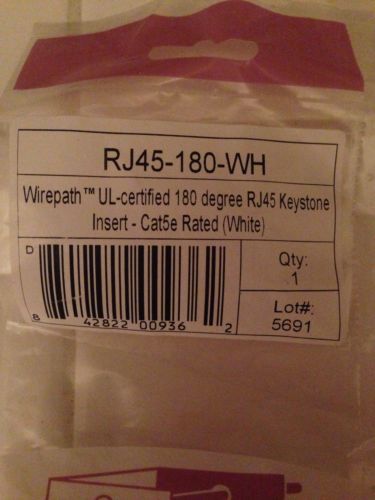 RJ45-180-WH
Wirepath™ UL-certified 180 degree RJ45 Keystone
Insert - Cat5e Rated (White)
Qty:
1
Lot#:
5691
D
8 42822 00936 2